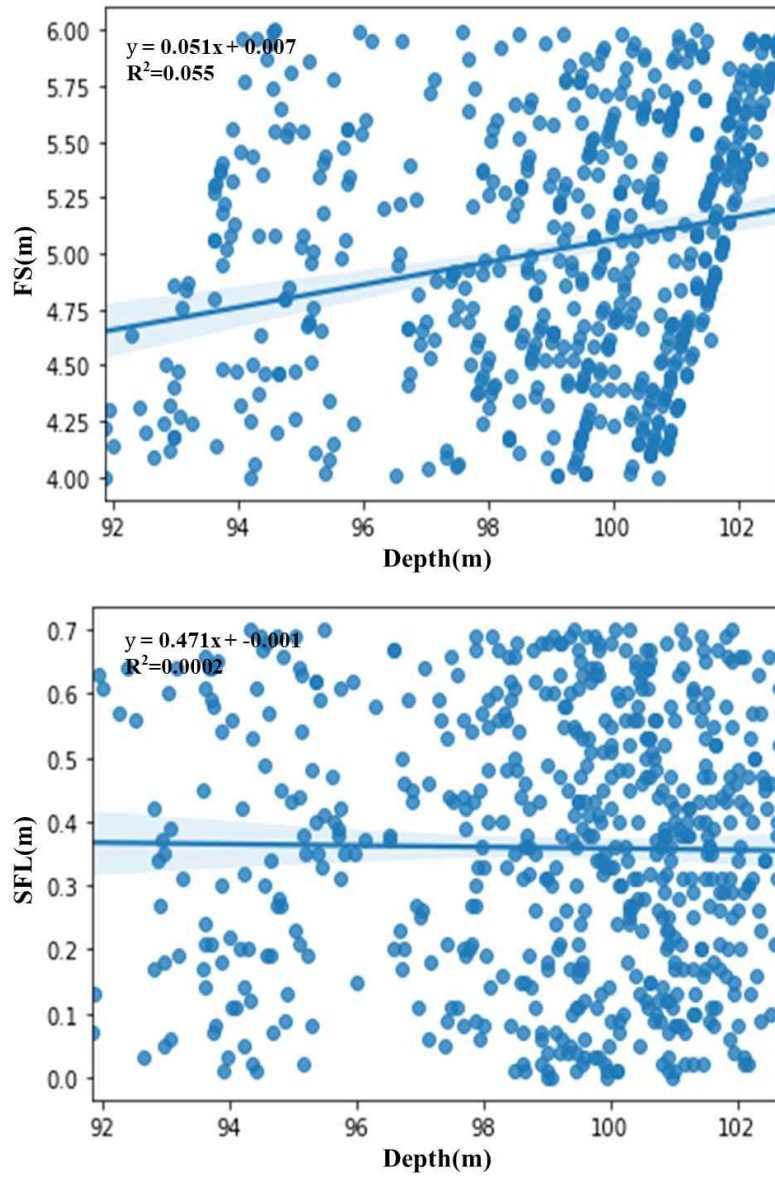 6.00
y = 0.051x + 0.007
R²=0.055
5.75
5.50
5.25
5.00
4.75
4.50
4.25
4.00
FS(m)
92 94 96 98 100 102
Depth(m)
0.7
y = 0.471x + -0.001
R²=0.0002
0.6
0.5
0.4
0.3
0.2
0.1
0.0
SFL(m)
92 94 96 98 100 102
Depth(m)